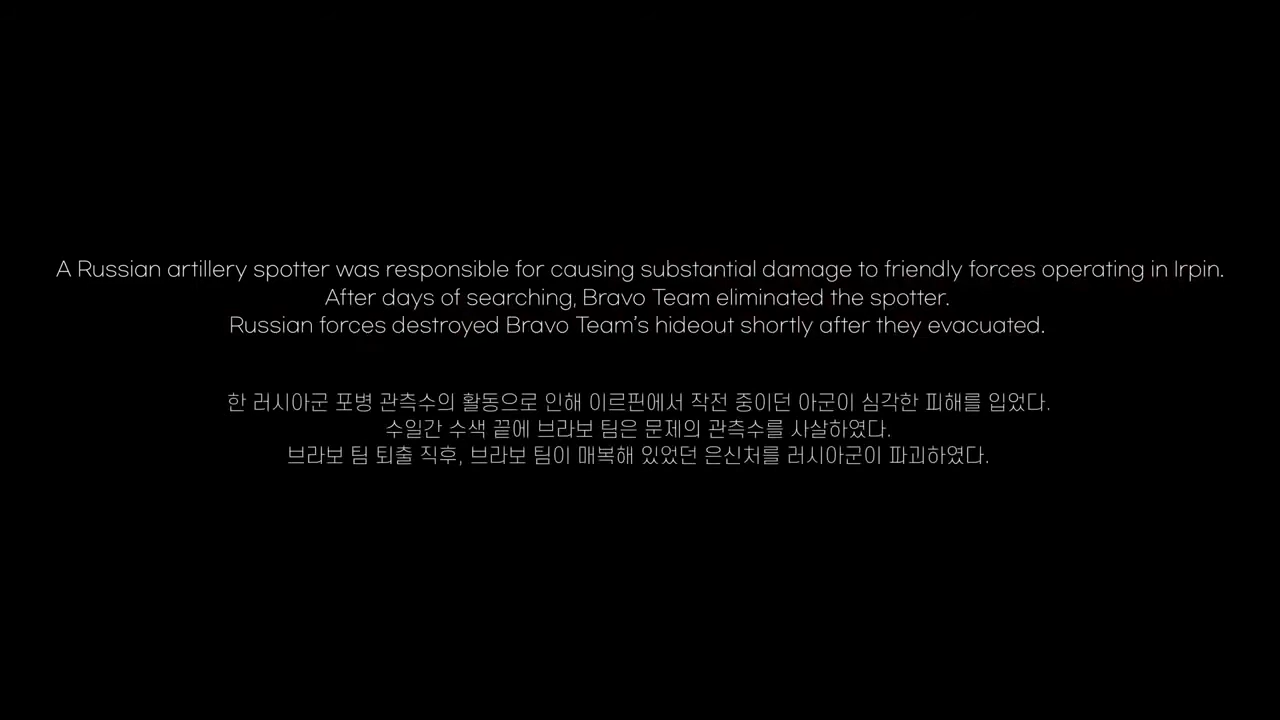 A Russian artillery spotter was responsible for causing substantial damage to friendly forces operating in Irpin.
After days of searching, Bravo Team eliminated the spotter.
Russian forces destroyed Bravo Team's hideout shortly after they evacuated.
한 러시아군 포병 관측수의 활동으로 인해 이르핀에서 작전 중이던 아군이 심각한 피해를 입었다.
수일간 수색 끝에 브라보 팀은 문제의 관측수를 사살하였다.
브라보 팀 퇴출 직후, 브라보 팀이 매복해 있었던 은신처를 러시아군이 파괴하였다.